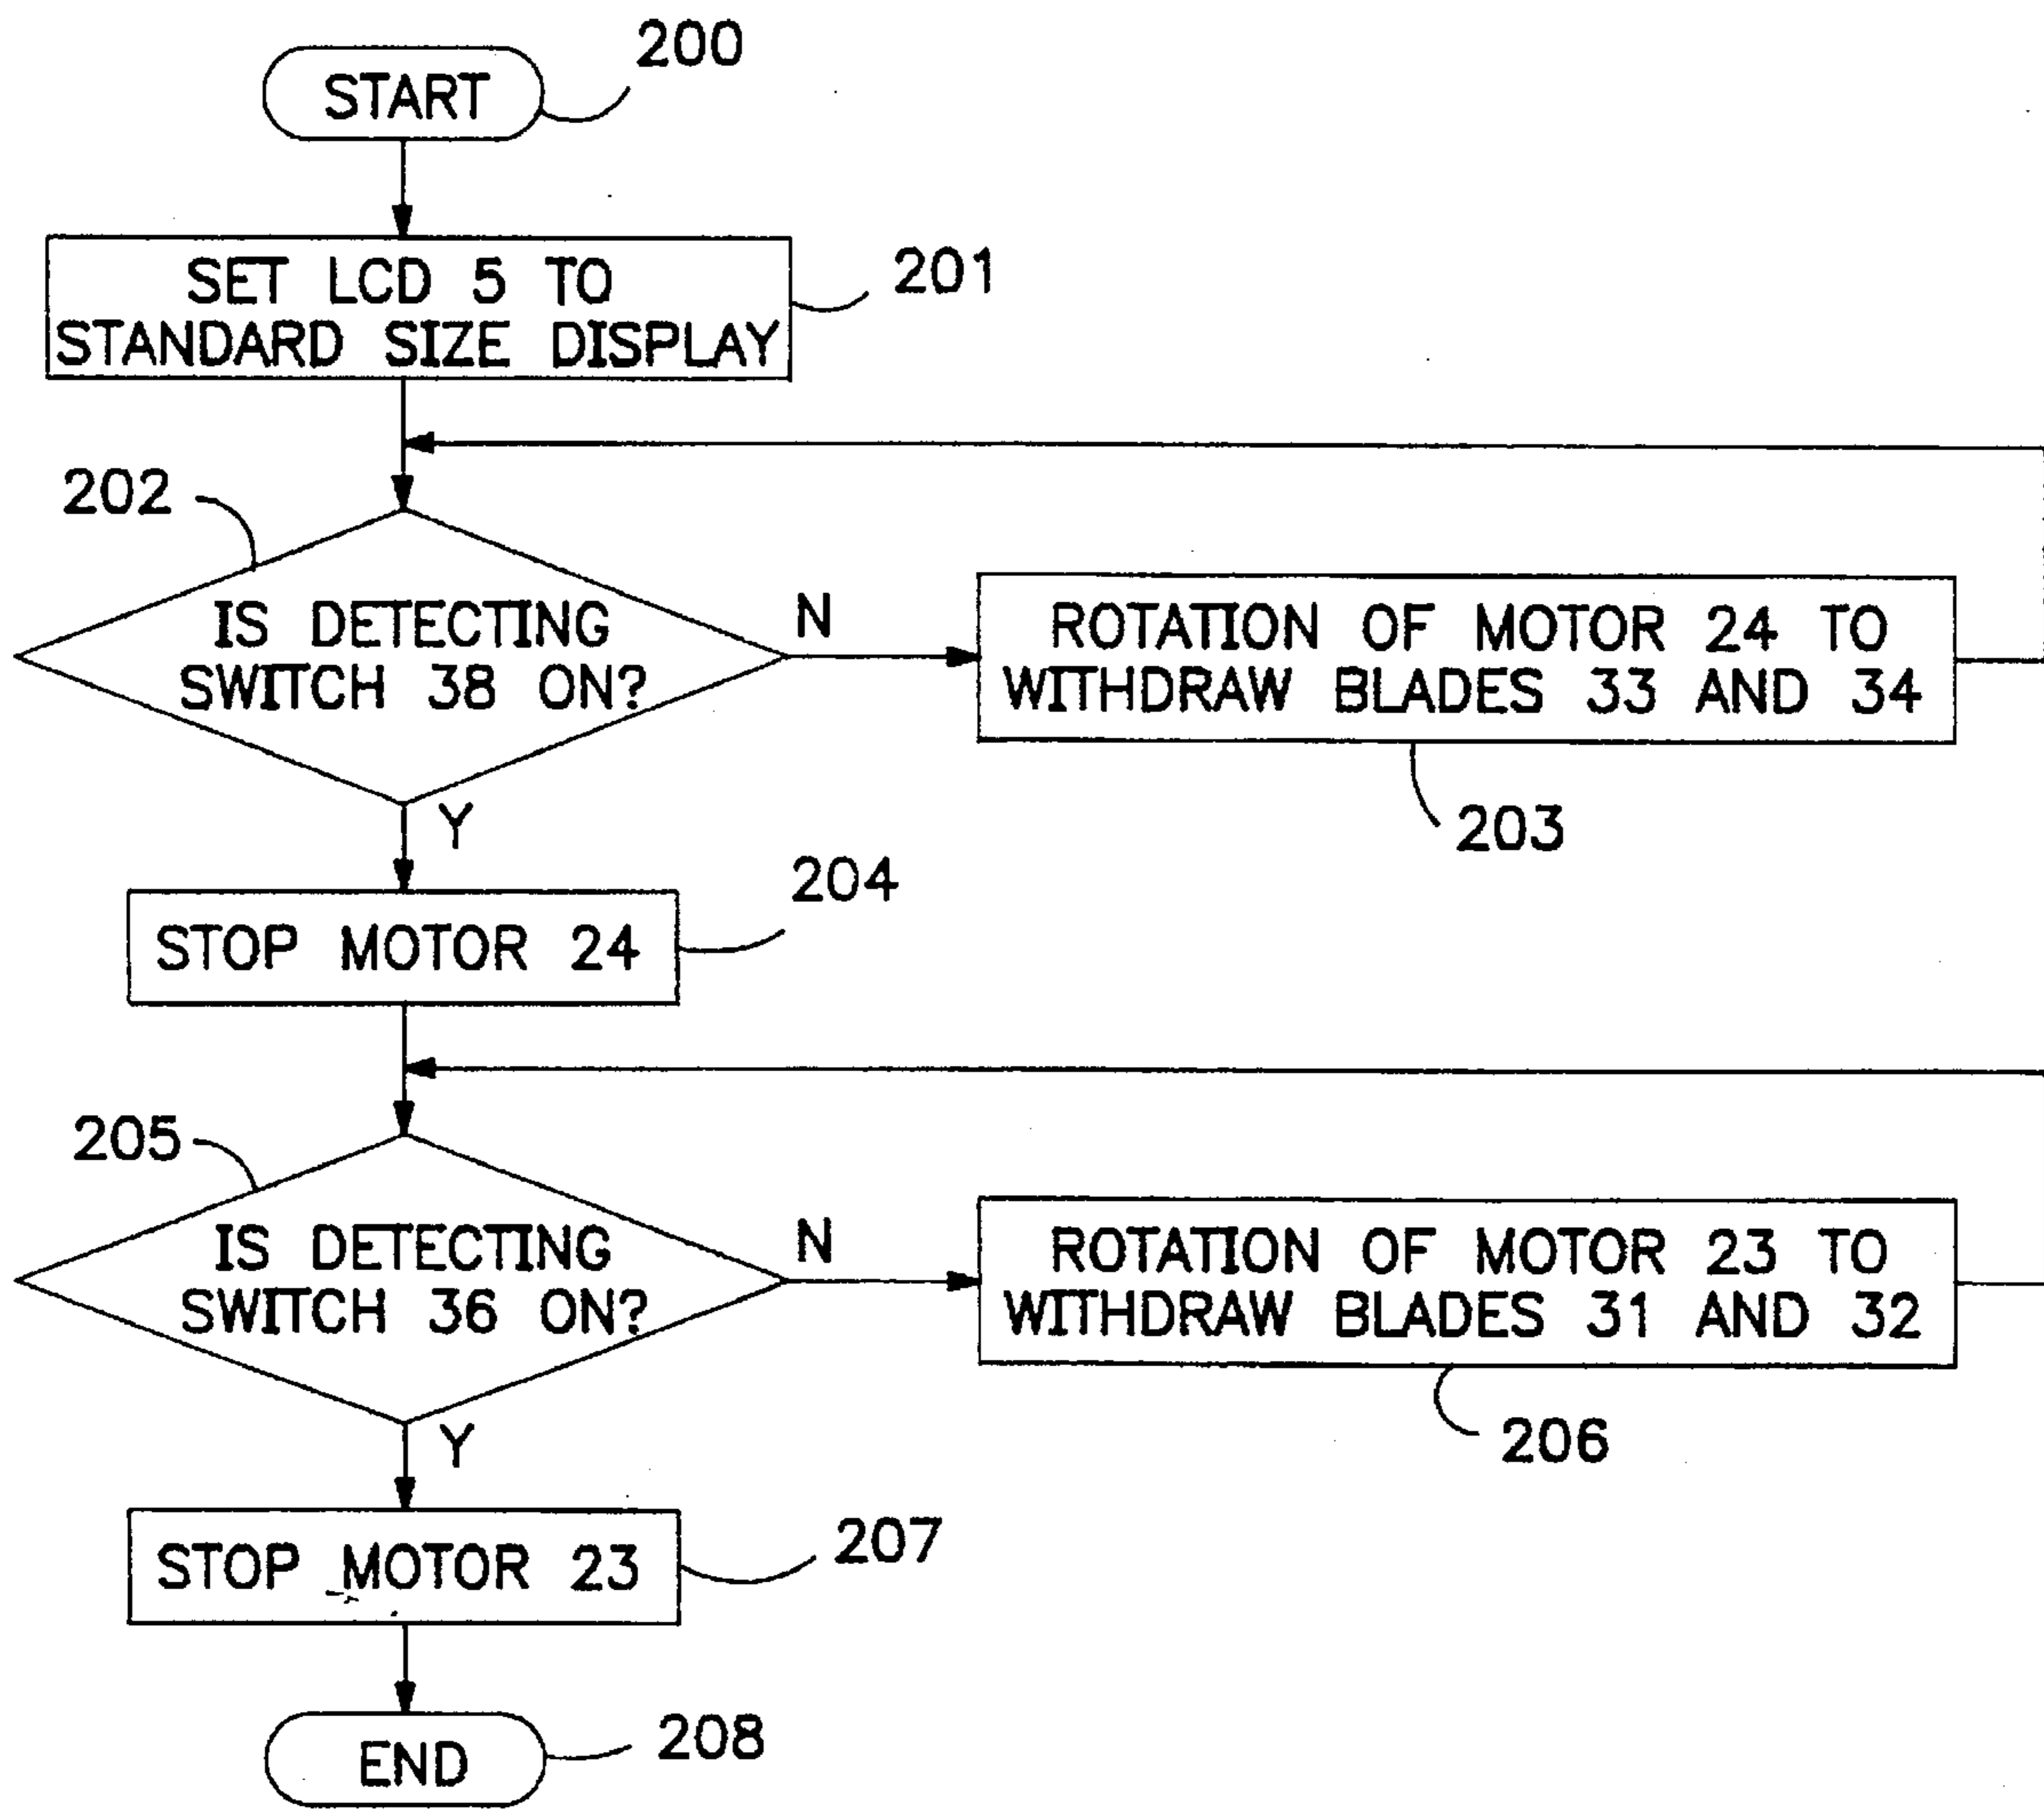 START
200
SET LCD 5 TO
STANDARD SIZE DISPLAY
201
202
IS DETECTING
SWITCH 38 ON?
N
ROTATION OF MOTOR 24 TO
WITHDRAW BLADES 33 AND 34
203
Y
STOP MOTOR 24
204
205
IS DETECTING
SWITCH 36 ON?
N
ROTATION OF MOTOR 23 TO
WITHDRAW BLADES 31 AND 32
206
Y
STOP MOTOR 23
207
END
208